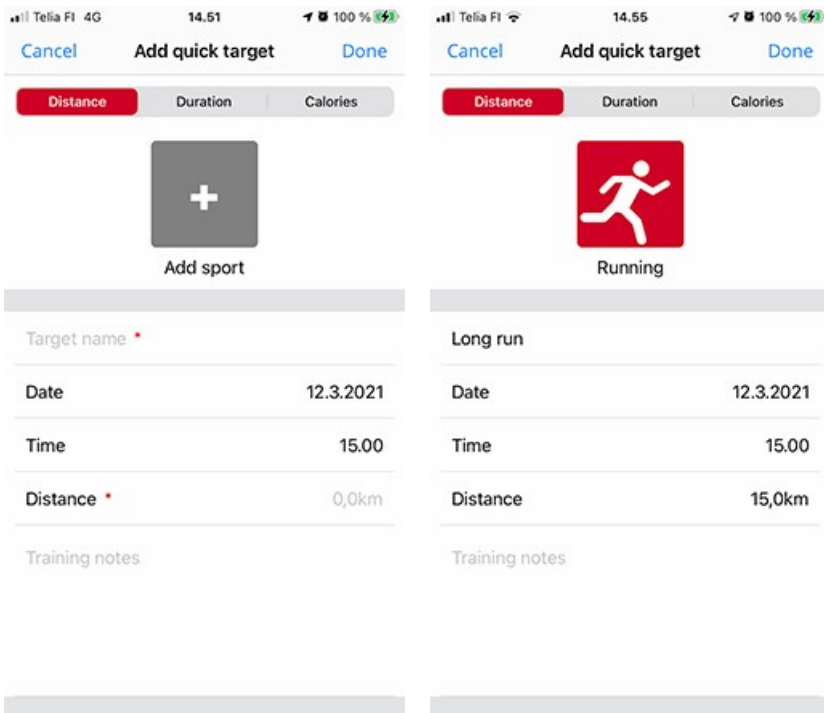 Telia FI 4G 14.51 100 %
Cancel Add quick target Done
Distance Duration Calories
+
Add sport
Target name *
Date 12.3.2021
Time 15.00
Distance * 0,0km
Training notes
Telia FI 14.55 100 %
Cancel Add quick target Done
Distance Duration Calories
Running
Long run
Date 12.3.2021
Time 15.00
Distance 15,0km
Training notes